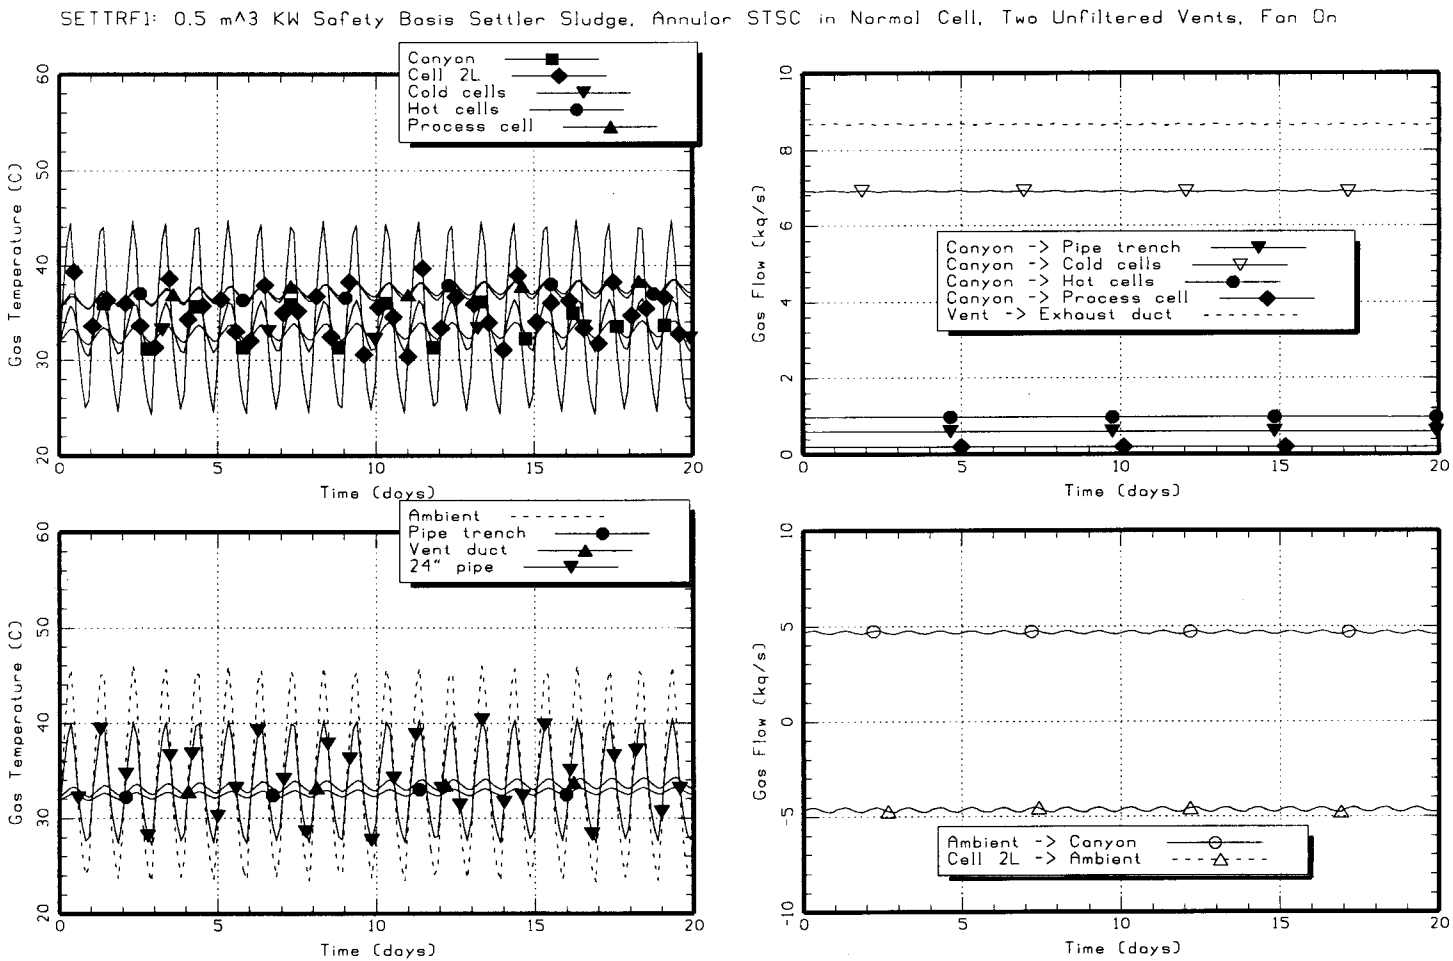 SETTRF1: 0.5 m^3 KW Safety Basis Settler Sludge, Annular STSC in Normal Cell, Two Unfiltered Vents, Fan On
Canyon
Cell 2L
Cold cells
Hot cells
Process cell
Gas Temperature (C)
60
50
40
30
20
0
5
10
15
20
Time (days)
Canyon -> Pipe trench
Canyon -> Cold cells
Canyon -> Hot cells
Canyon -> Process cell
Vent -> Exhaust duct
Gas Flow (kg/s)
10
8
6
4
2
0
0
5
10
15
20
Time (days)
Ambient
Pipe trench
Vent duct
24" pipe
Gas Temperature (C)
60
50
40
30
20
0
5
10
15
20
Time (days)
Gas Flow (kg/s)
10
5
0
-5
-10
Ambient -> Canyon
Cell 2L -> Ambient
0
5
10
15
20
Time (days)